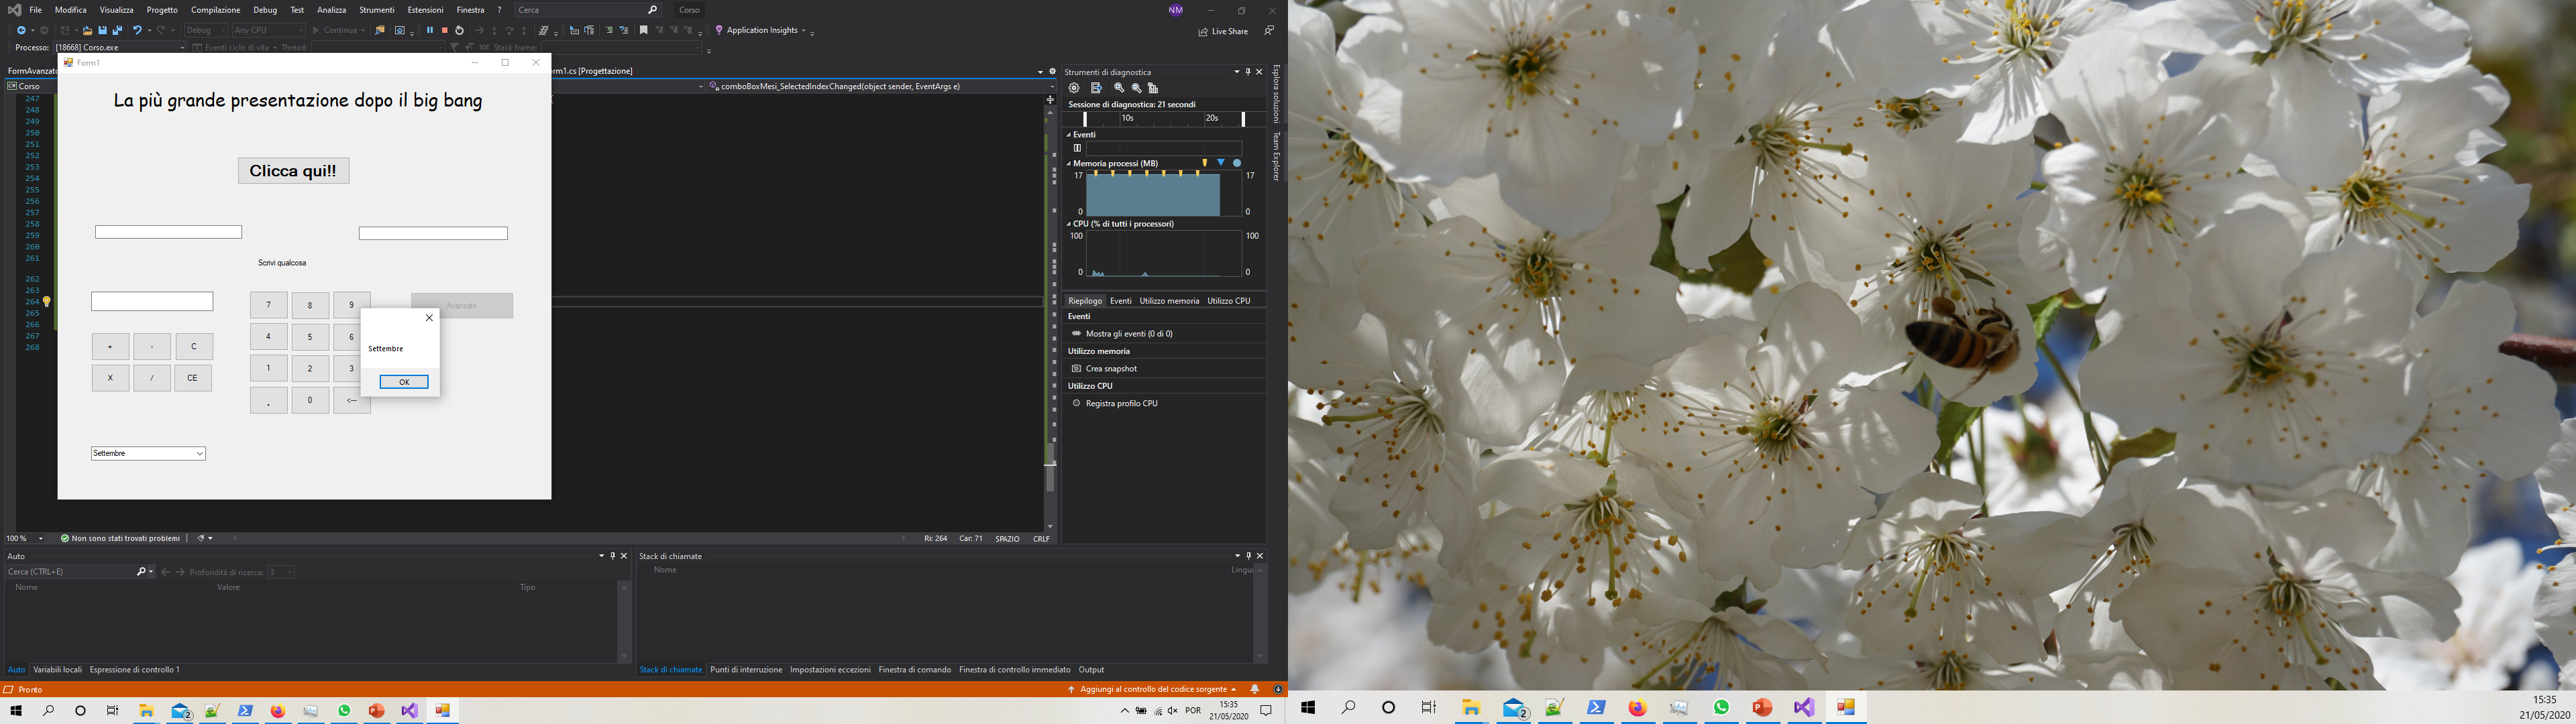 File Modifica Visualizza Progetto Compilazione Debug Test Analizza Strumenti Estensioni Finestra ? Cerca Corso NM
Debug Any CPU Continua Application Insights Live Share
Processo: [18668] Corso.exe Eventi ciclo di vita Thread: Stack frame:
FormAvanzato
Form1
rm1.cs [Progettazione]
Corso
comboBoxMesi_SelectedIndexChanged(object sender, EventArgs e)
247
248
249
250
251
252
253
254
255
256
257
258
259
260
261
262
263
264
265
266
267
268
La più grande presentazione dopo il big bang
Clicca qui!!
Scrivi qualcosa
7 8 9
Avanzato
4 5 6
1 2 3
. 0 <--
+ - C
X / CE
Settembre
OK
Settembre
100 % Non sono stati trovati problemi Ri: 264 Car: 71 SPAZIO CRLF
Strumenti di diagnostica
Sessione di diagnostica: 21 secondi
10s 20s
Eventi
Memoria processi (MB)
17 17
0 0
CPU (% di tutti i processori)
100 100
0 0
Riepilogo Eventi Utilizzo memoria Utilizzo CPU
Eventi
Mostra gli eventi (0 di 0)
Utilizzo memoria
Crea snapshot
Utilizzo CPU
Registra profilo CPU
Esplora soluzioni
Team Explorer
Auto
Cerca (CTRL+E) Profondità di ricerca: 3
Nome Valore Tipo
Auto Variabili locali Espressione di controllo 1
Stack di chiamate
Nome Lingua
Stack di chiamate Punti di interruzione Impostazioni eccezioni Finestra di comando Finestra di controllo immediato Output
Pronto Aggiungi al controllo del codice sorgente
2 POR 15:35
21/05/2020
2 15:35
21/05/2020